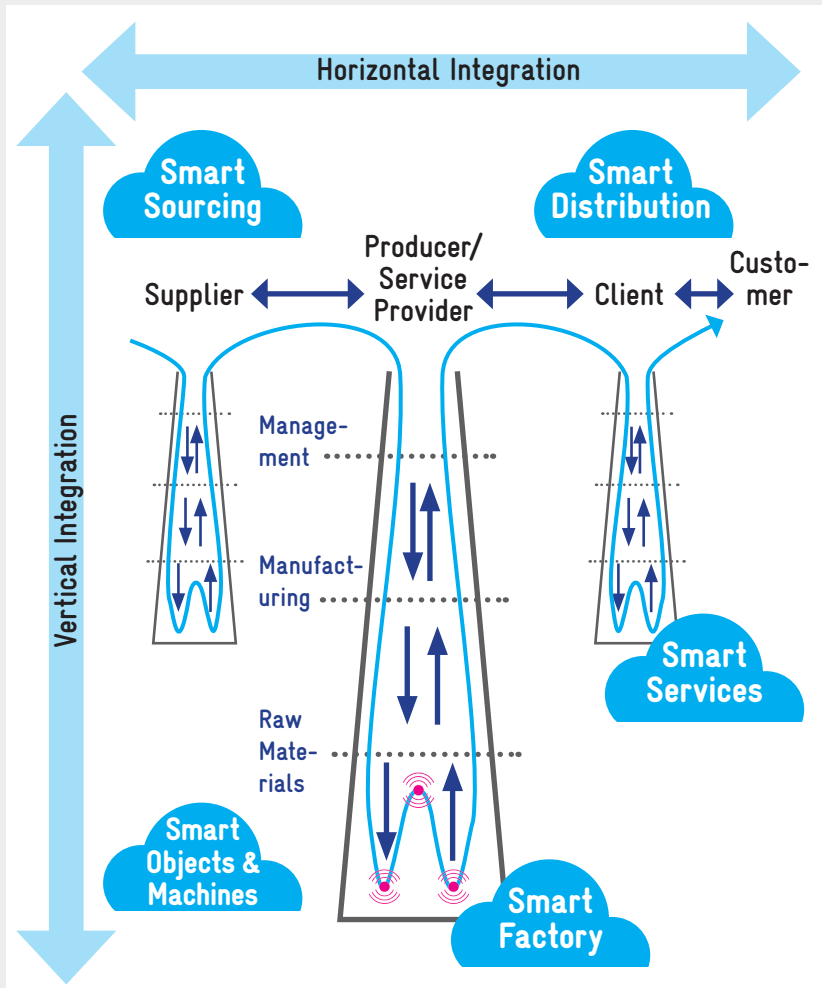 Horizontal Integration
Vertical Integration
Smart
Sourcing
Smart
Distribution
Supplier
Producer/
Service
Provider
Client
Custo-
mer
Manage-
ment
Manufact-
uring
Raw
Mate-
rials
Smart
Services
Smart
Objects &
Machines
Smart
Factory